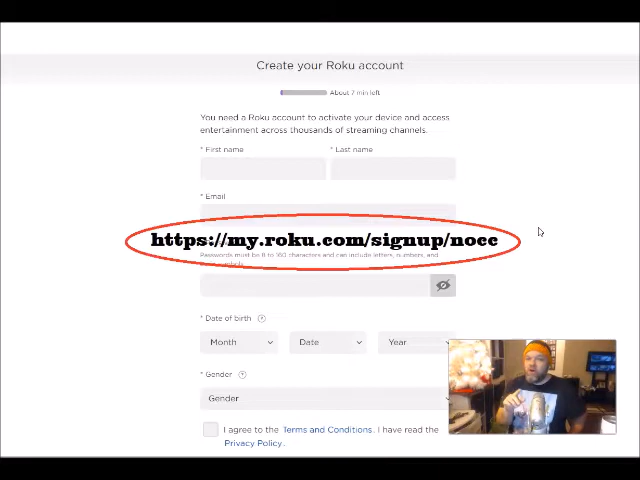 Create your Roku account
About 7 min left
You need a Roku account to activate your device and access
entertainment across thousands of streaming channels.
* First name * Last name
* Email
https://my.roku.com/signup/nocc
Passwords must be 8 to 160 characters and can include letters, numbers, and
* Date of birth ?
Month Date Year
* Gender ?
Gender
I agree to the Terms and Conditions. I have read the
Privacy Policy.